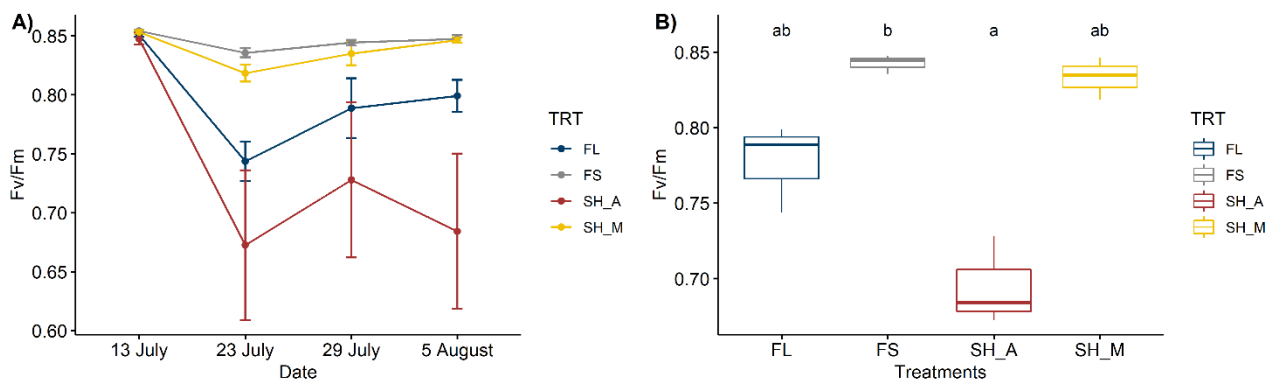 A)
Fv/Fm
0.85
0.80
0.75
0.70
0.65
0.60
13 July 23 July 29 July 5 August
Date
TRT
FL
FS
SH_A
SH_M
B)
Fv/Fm
ab b a ab
0.85
0.80
0.75
0.70
FL FS SH_A SH_M
Treatments
TRT
FL
FS
SH_A
SH_M